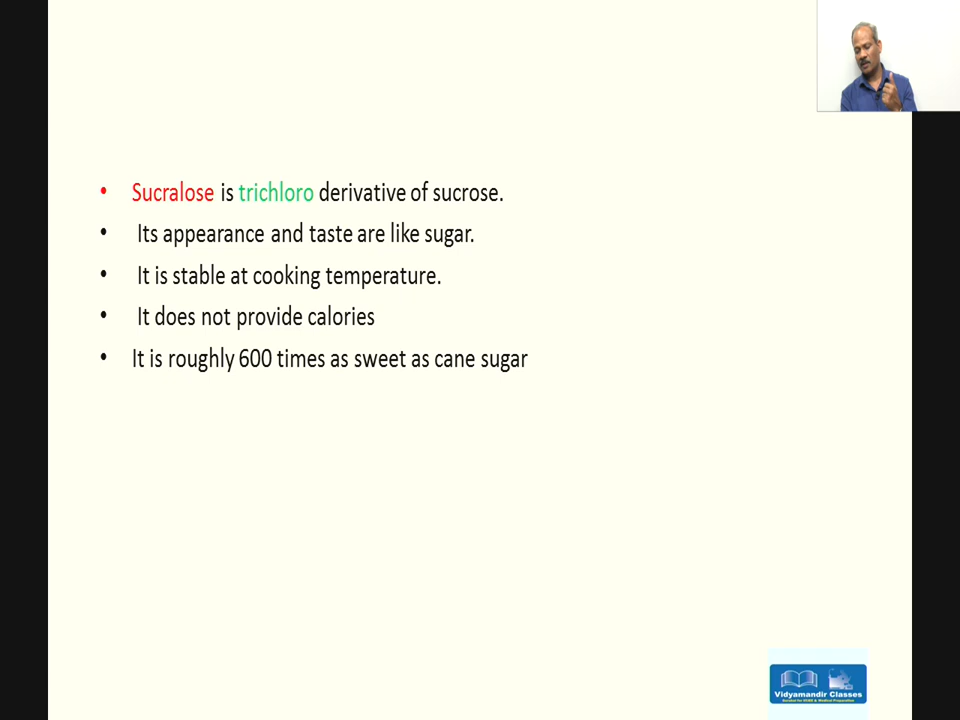 • Sucralose is trichloro derivative of sucrose.
• Its appearance and taste are like sugar.
• It is stable at cooking temperature.
• It does not provide calories
• It is roughly 600 times as sweet as cane sugar
Vidyamandir Classes